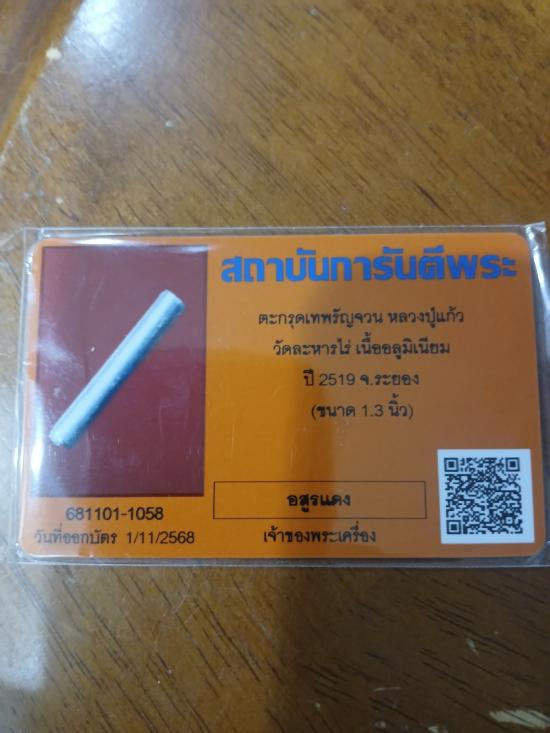 สถาบันการันตีพระ
ตะกรุดเทพรัญจวน หลวงปู่แก้ว
วัดละหารไร่ เนื้ออลูมิเนียม
ปี 2519 จ.ระยอง
(ขนาด 1.3 นิ้ว)
อสูรแดง
681101-1058
วันที่ออกบัตร 1/11/2568
เจ้าของพระเครื่อง